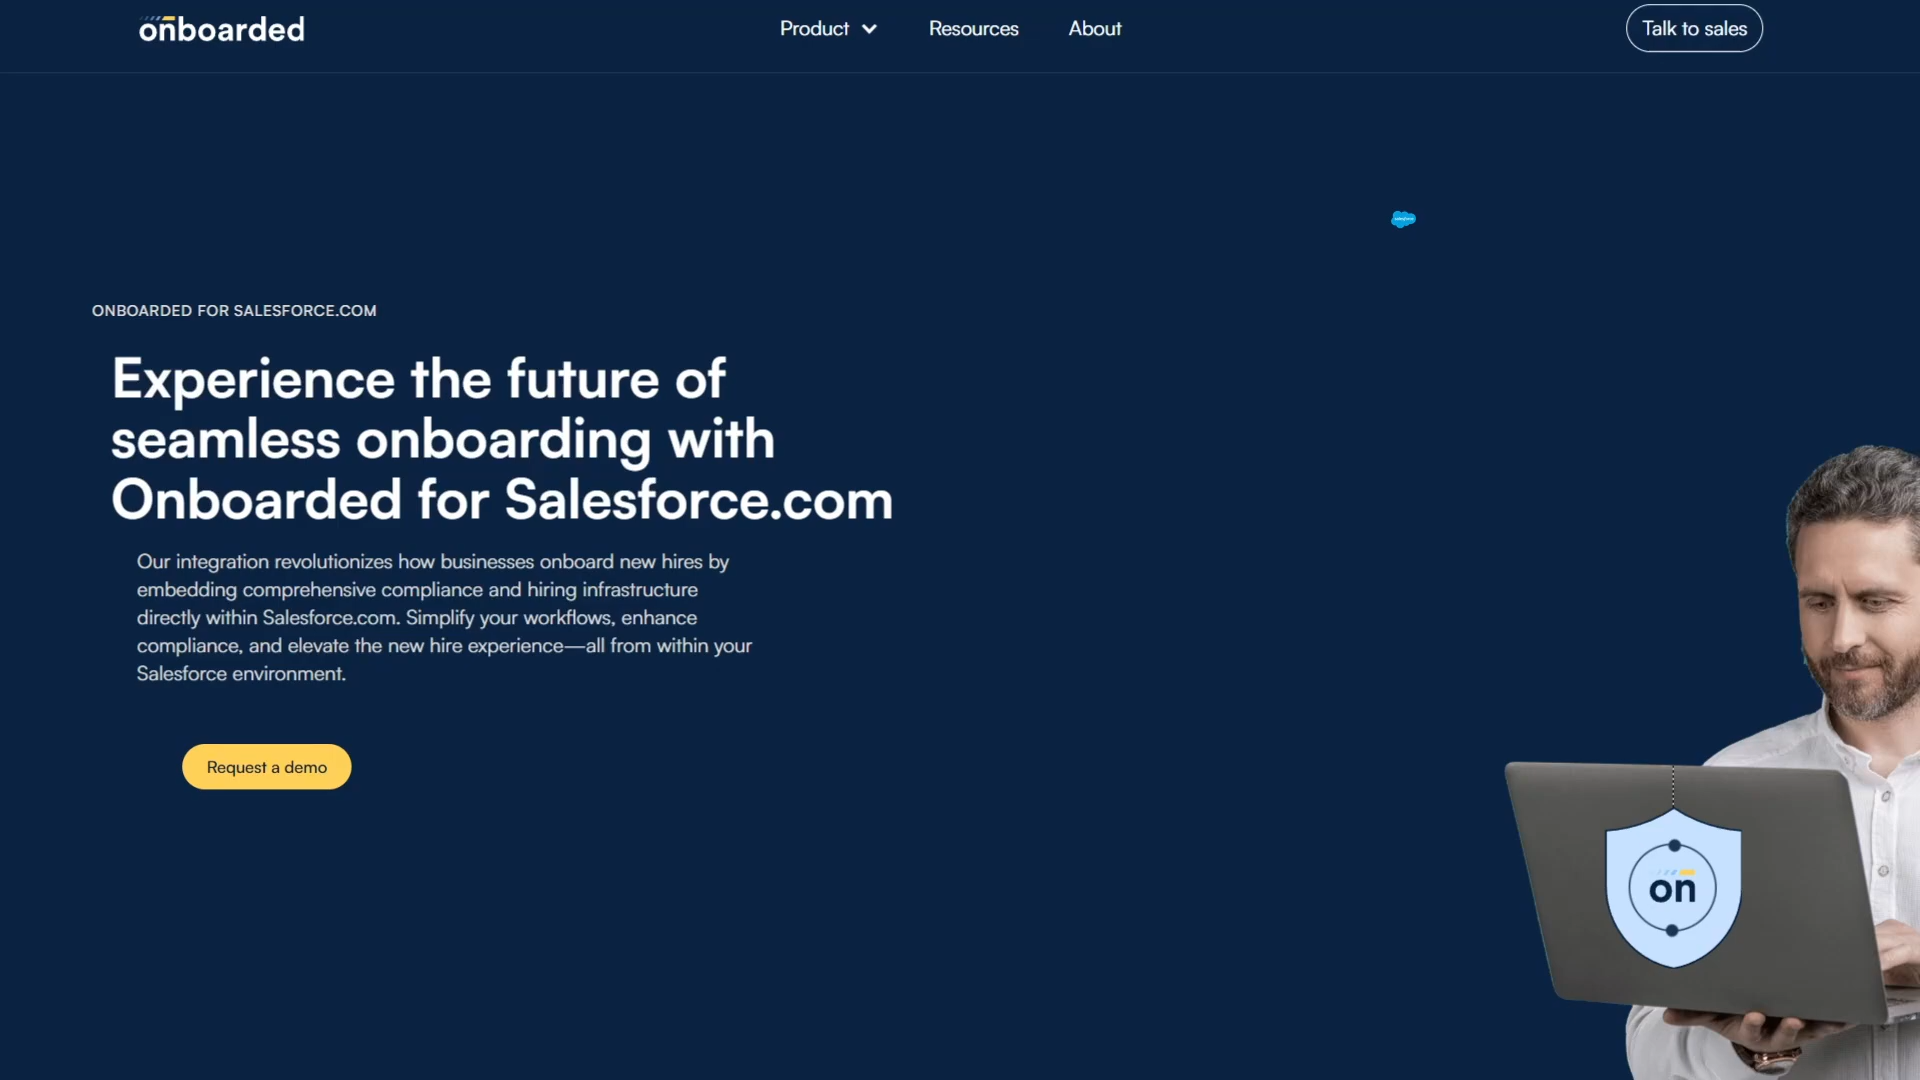 onboarded
Product
Resources
About
Talk to sales
salesforce
ONBOARDED FOR SALESFORCE.COM
Experience the future of
seamless onboarding with
Onboarded for Salesforce.com
Our integration revolutionizes how businesses onboard new hires by
embedding comprehensive compliance and hiring infrastructure
directly within Salesforce.com. Simplify your workflows, enhance
compliance, and elevate the new hire experience—all from within your
Salesforce environment.
Request a demo
on